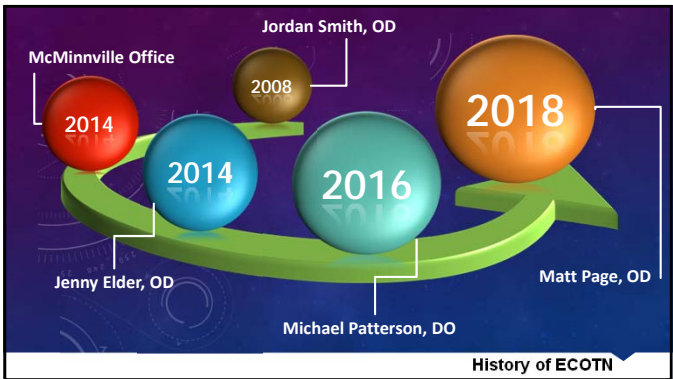 Jordan Smith, OD
2008
McMinnville Office
2014
2014
Jenny Elder, OD
2016
Michael Patterson, DO
2018
Matt Page, OD
History of ECOTN